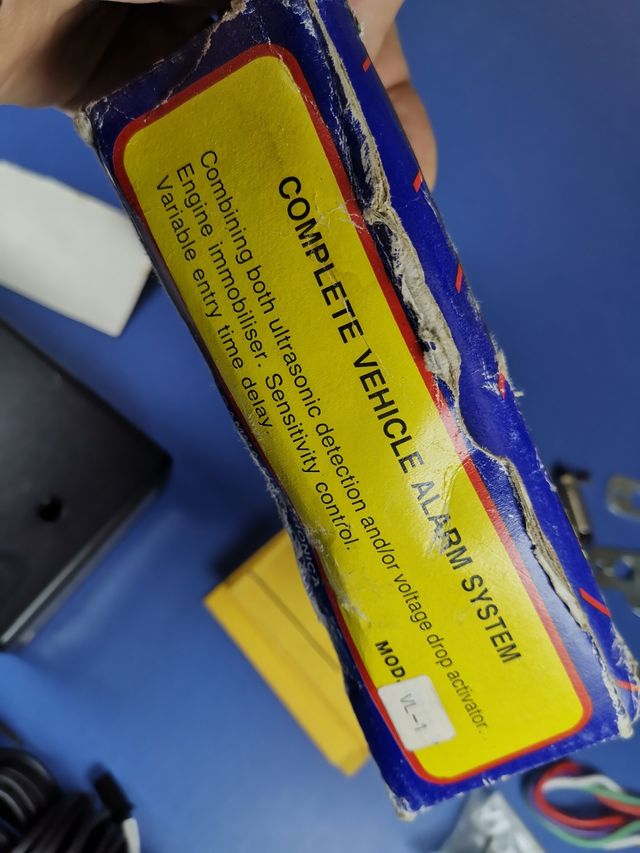 COMPLETE VEHICLE ALARM SYSTEM
Combining both ultrasonic detection and/or voltage drop activator.
Engine immobiliser. Sensitivity control.
Variable entry time delay.
MOD.
VL-1